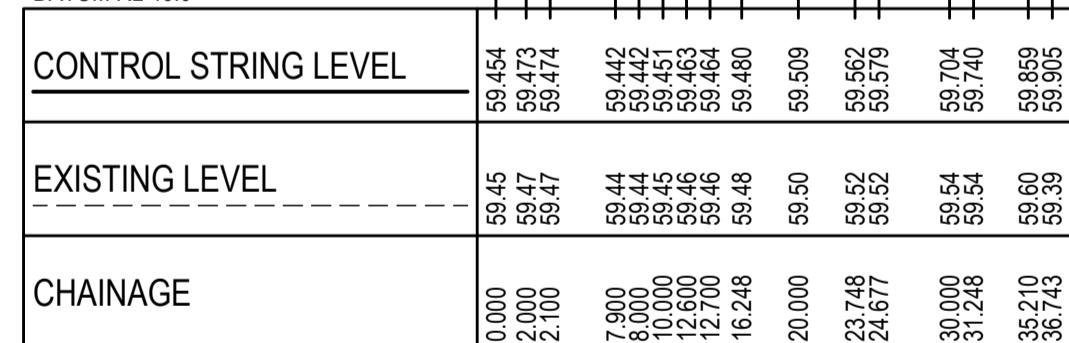 CONTROL STRING LEVEL 59.454 59.473 59.474 59.442 59.442 59.451 59.463 59.464 59.480 59.509 59.562 59.579 59.704 59.740 59.859 59.905
EXISTING LEVEL 59.45 59.47 59.47 59.44 59.44 59.45 59.46 59.46 59.48 59.50 59.52 59.52 59.54 59.54 59.60 59.39
CHAINAGE 0.000 2.000 2.100 7.900 8.000 10.000 12.600 12.700 16.248 20.000 23.748 24.677 30.000 31.248 35.210 36.743